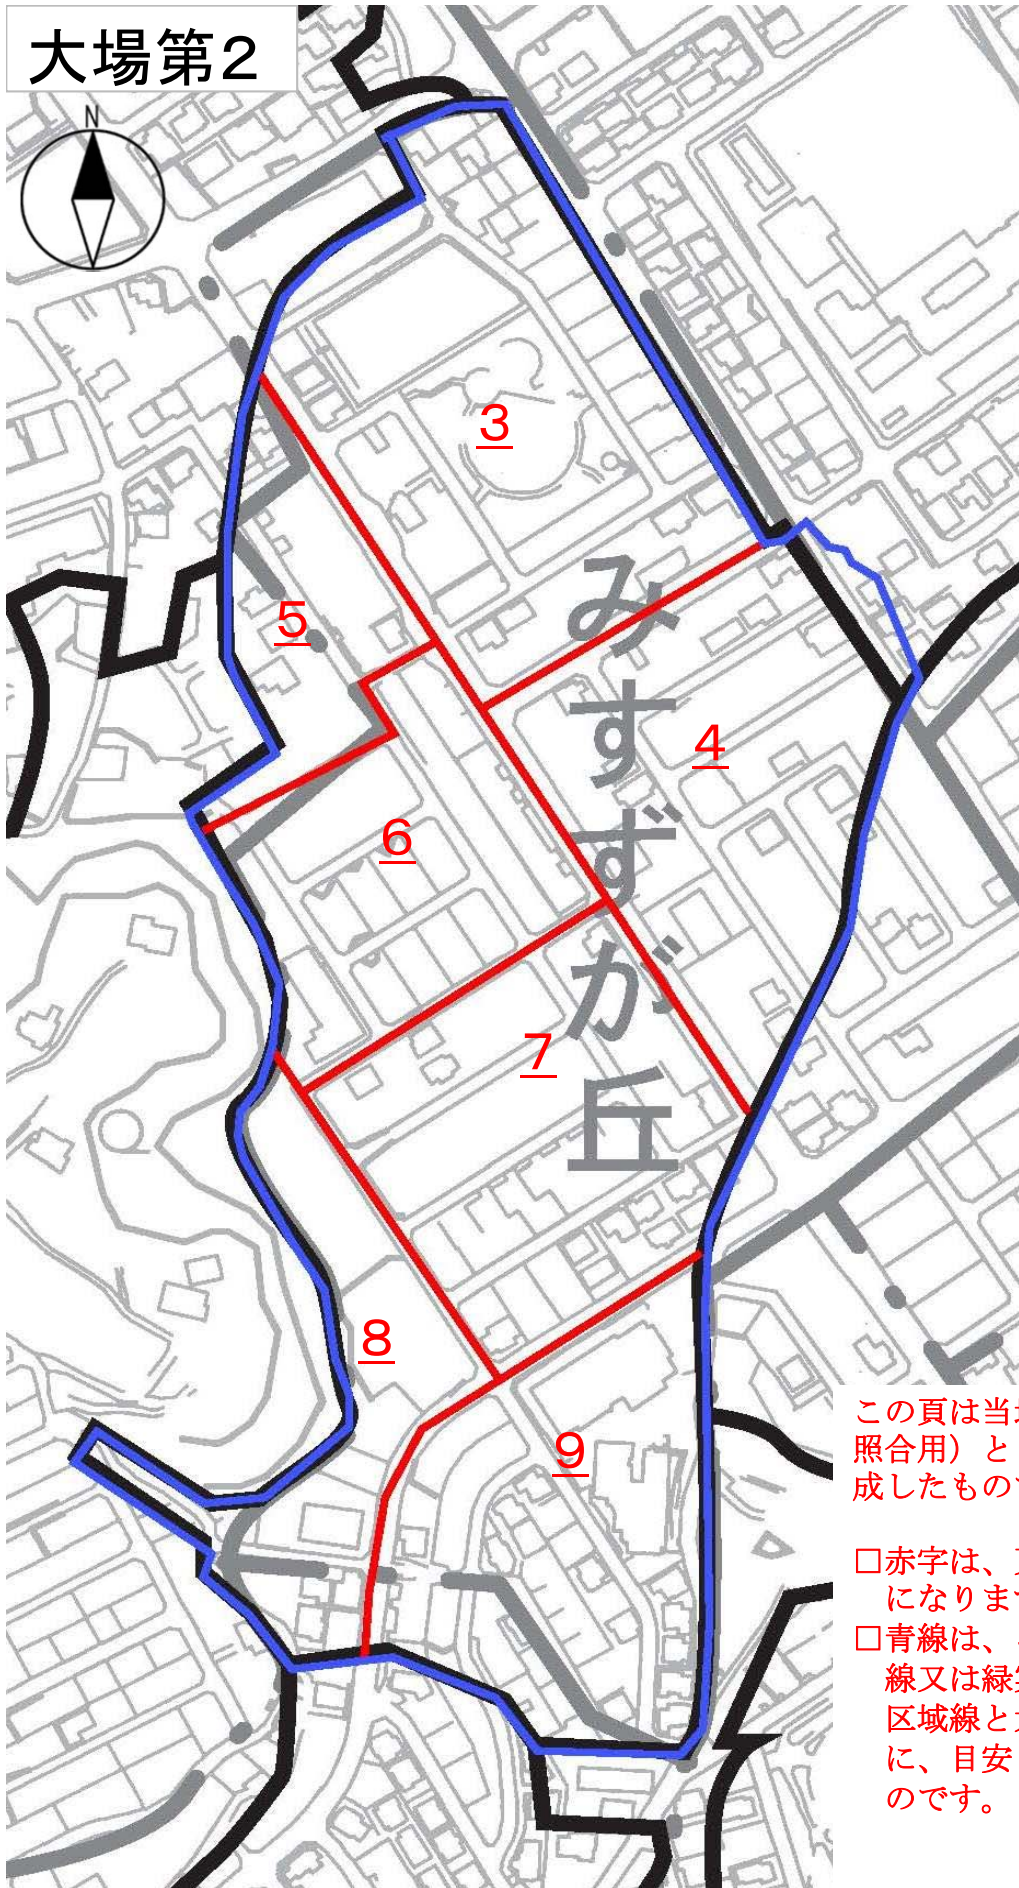 大場第2
N
3
みすずが丘
5
4
6
7
8
9
この頁は当
照合用）と
成したもの
□赤字は、
になりま
□青線は、
線又は緑
区域線と
に、目安
のです。